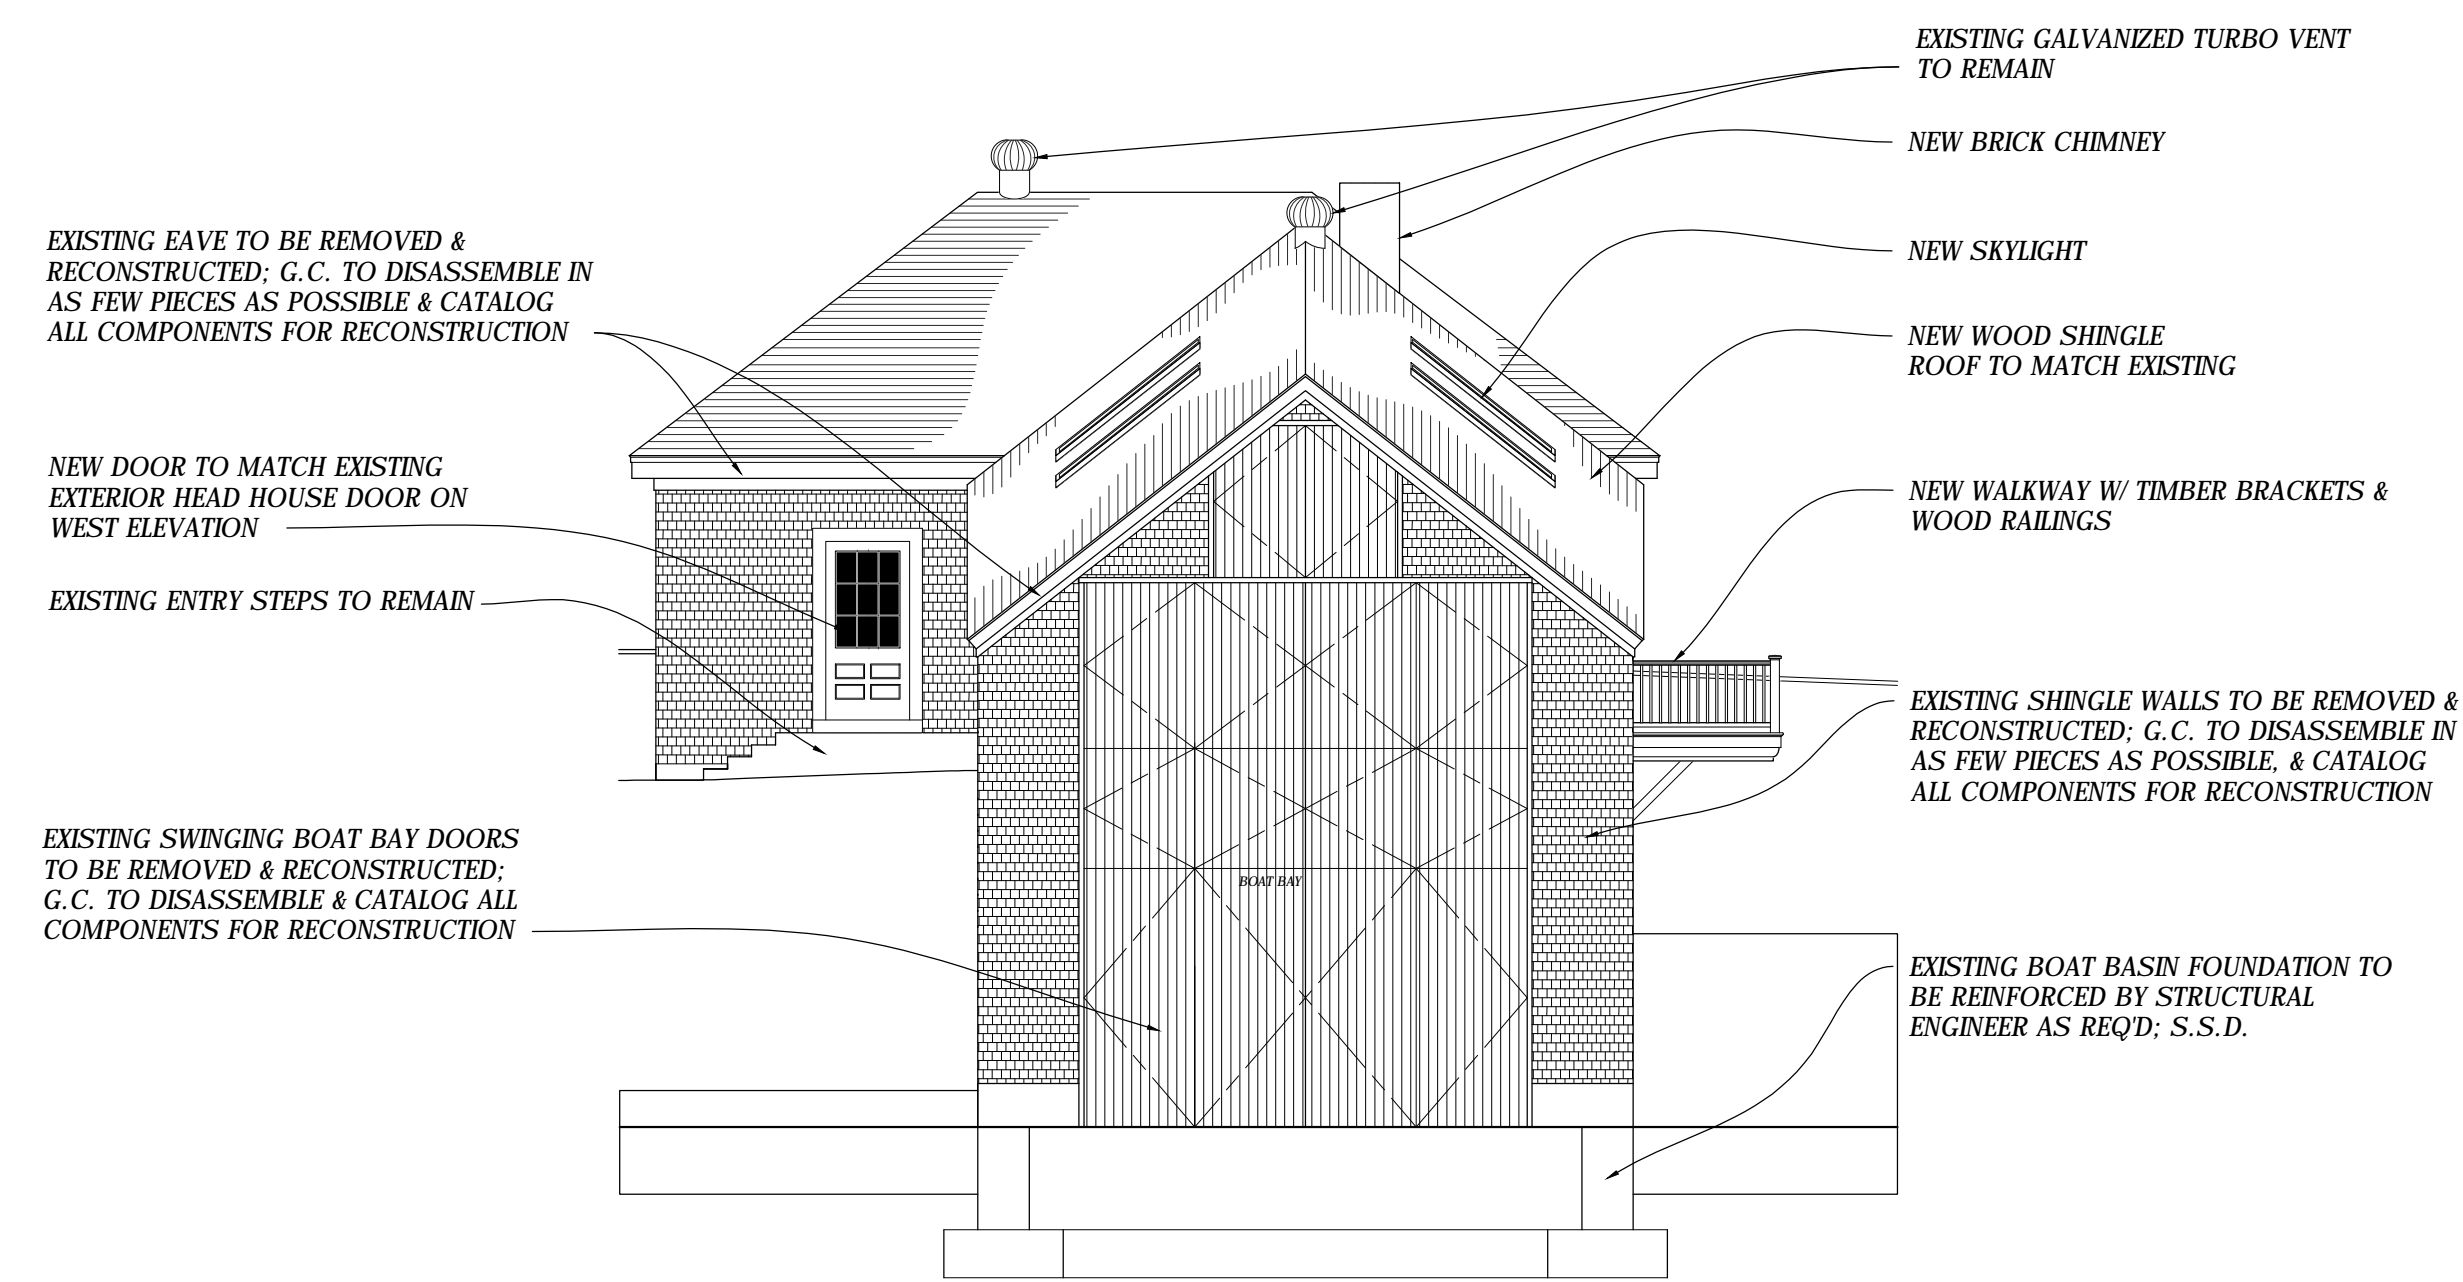 EXISTING GALVANIZED TURBO VENT
TO REMAIN
NEW BRICK CHIMNEY
NEW SKYLIGHT
NEW WOOD SHINGLE
ROOF TO MATCH EXISTING
NEW WALKWAY W/ TIMBER BRACKETS &
WOOD RAILINGS
EXISTING SHINGLE WALLS TO BE REMOVED &
RECONSTRUCTED; G.C. TO DISASSEMBLE IN
AS FEW PIECES AS POSSIBLE, & CATALOG
ALL COMPONENTS FOR RECONSTRUCTION
EXISTING BOAT BASIN FOUNDATION TO
BE REINFORCED BY STRUCTURAL
ENGINEER AS REQ'D; S.S.D.
EXISTING EAVE TO BE REMOVED &
RECONSTRUCTED; G.C. TO DISASSEMBLE IN
AS FEW PIECES AS POSSIBLE & CATALOG
ALL COMPONENTS FOR RECONSTRUCTION
NEW DOOR TO MATCH EXISTING
EXTERIOR HEAD HOUSE DOOR ON
WEST ELEVATION
EXISTING ENTRY STEPS TO REMAIN
EXISTING SWINGING BOAT BAY DOORS
TO BE REMOVED & RECONSTRUCTED;
G.C. TO DISASSEMBLE & CATALOG ALL
COMPONENTS FOR RECONSTRUCTION
BOAT BAY